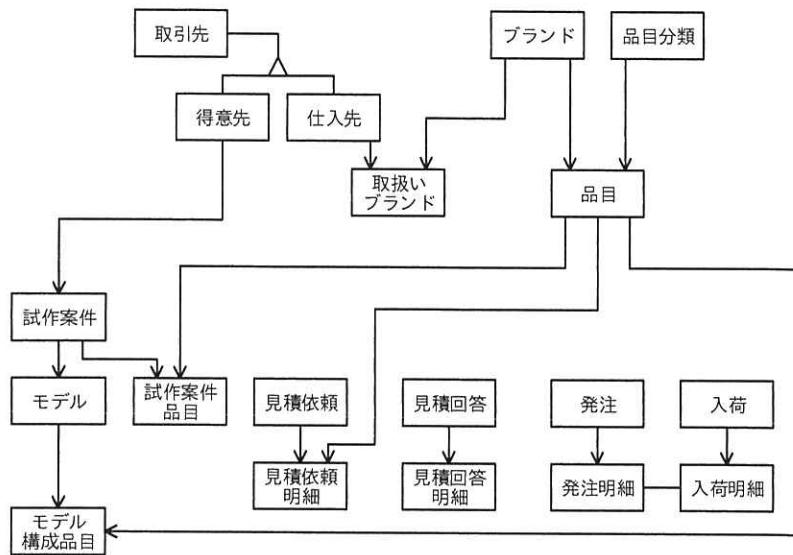 取引先
ブランド
品目分類
得意先
仕入先
取扱い
ブランド
品目
試作案件
モデル
試作案件
品目
見積依頼
見積回答
発注
入荷
見積依頼
明細
見積回答
明細
発注明細
入荷明細
モデル
構成品目